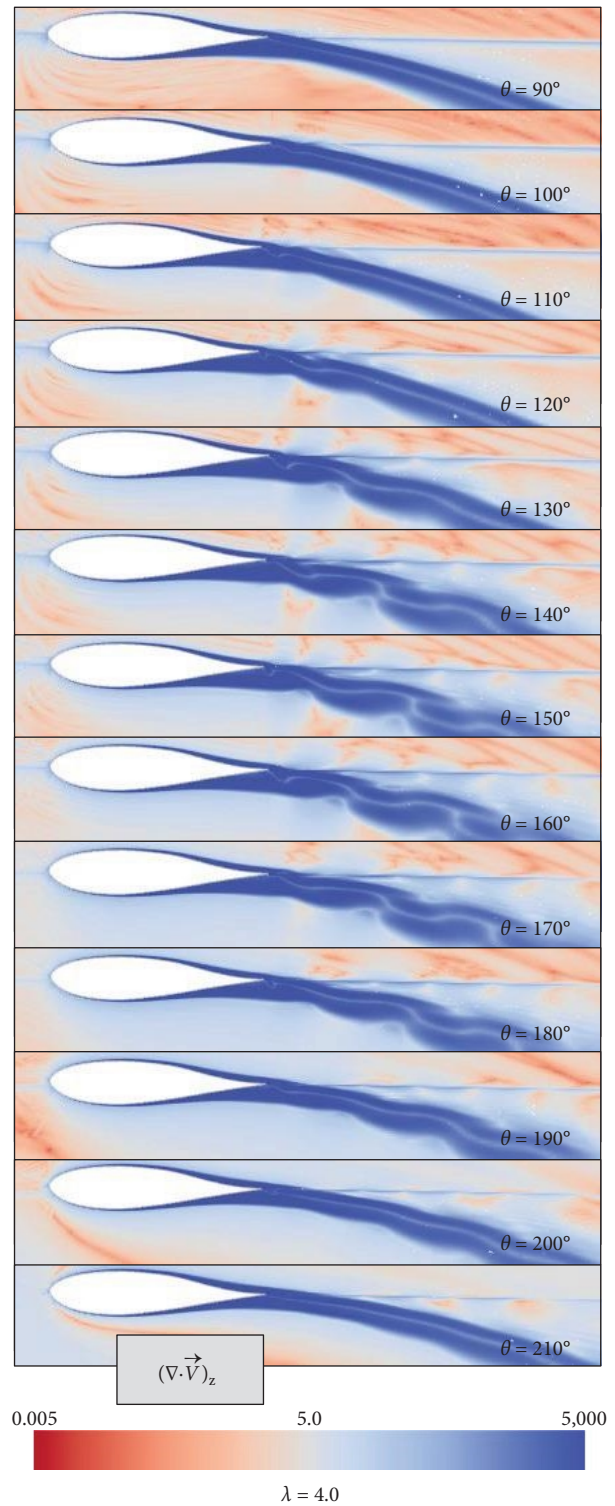 θ = 90°
θ = 100°
θ = 110°
θ = 120°
θ = 130°
θ = 140°
θ = 150°
θ = 160°
θ = 170°
θ = 180°
θ = 190°
θ = 200°
θ = 210°
(∇·V⃗)z
0.005 5.0 5,000
λ = 4.0